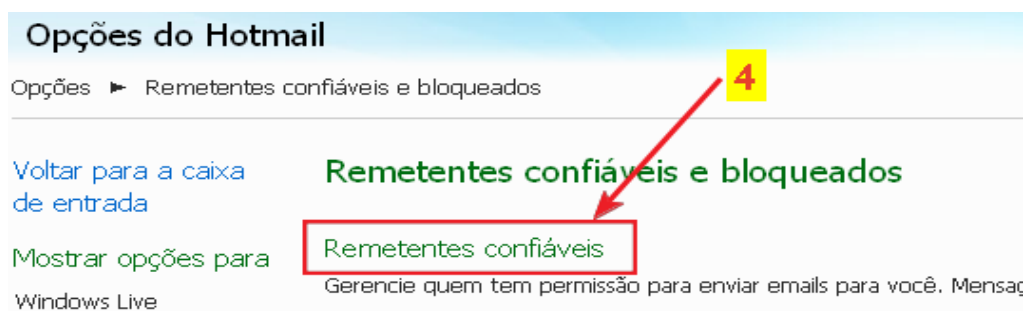 Opções do Hotmail
Opções ► Remetentes confiáveis e bloqueados
4
Voltar para a caixa
de entrada
Remetentes confiáveis e bloqueados
Mostrar opções para
Windows Live
Remetentes confiáveis
Gerencie quem tem permissão para enviar emails para você.